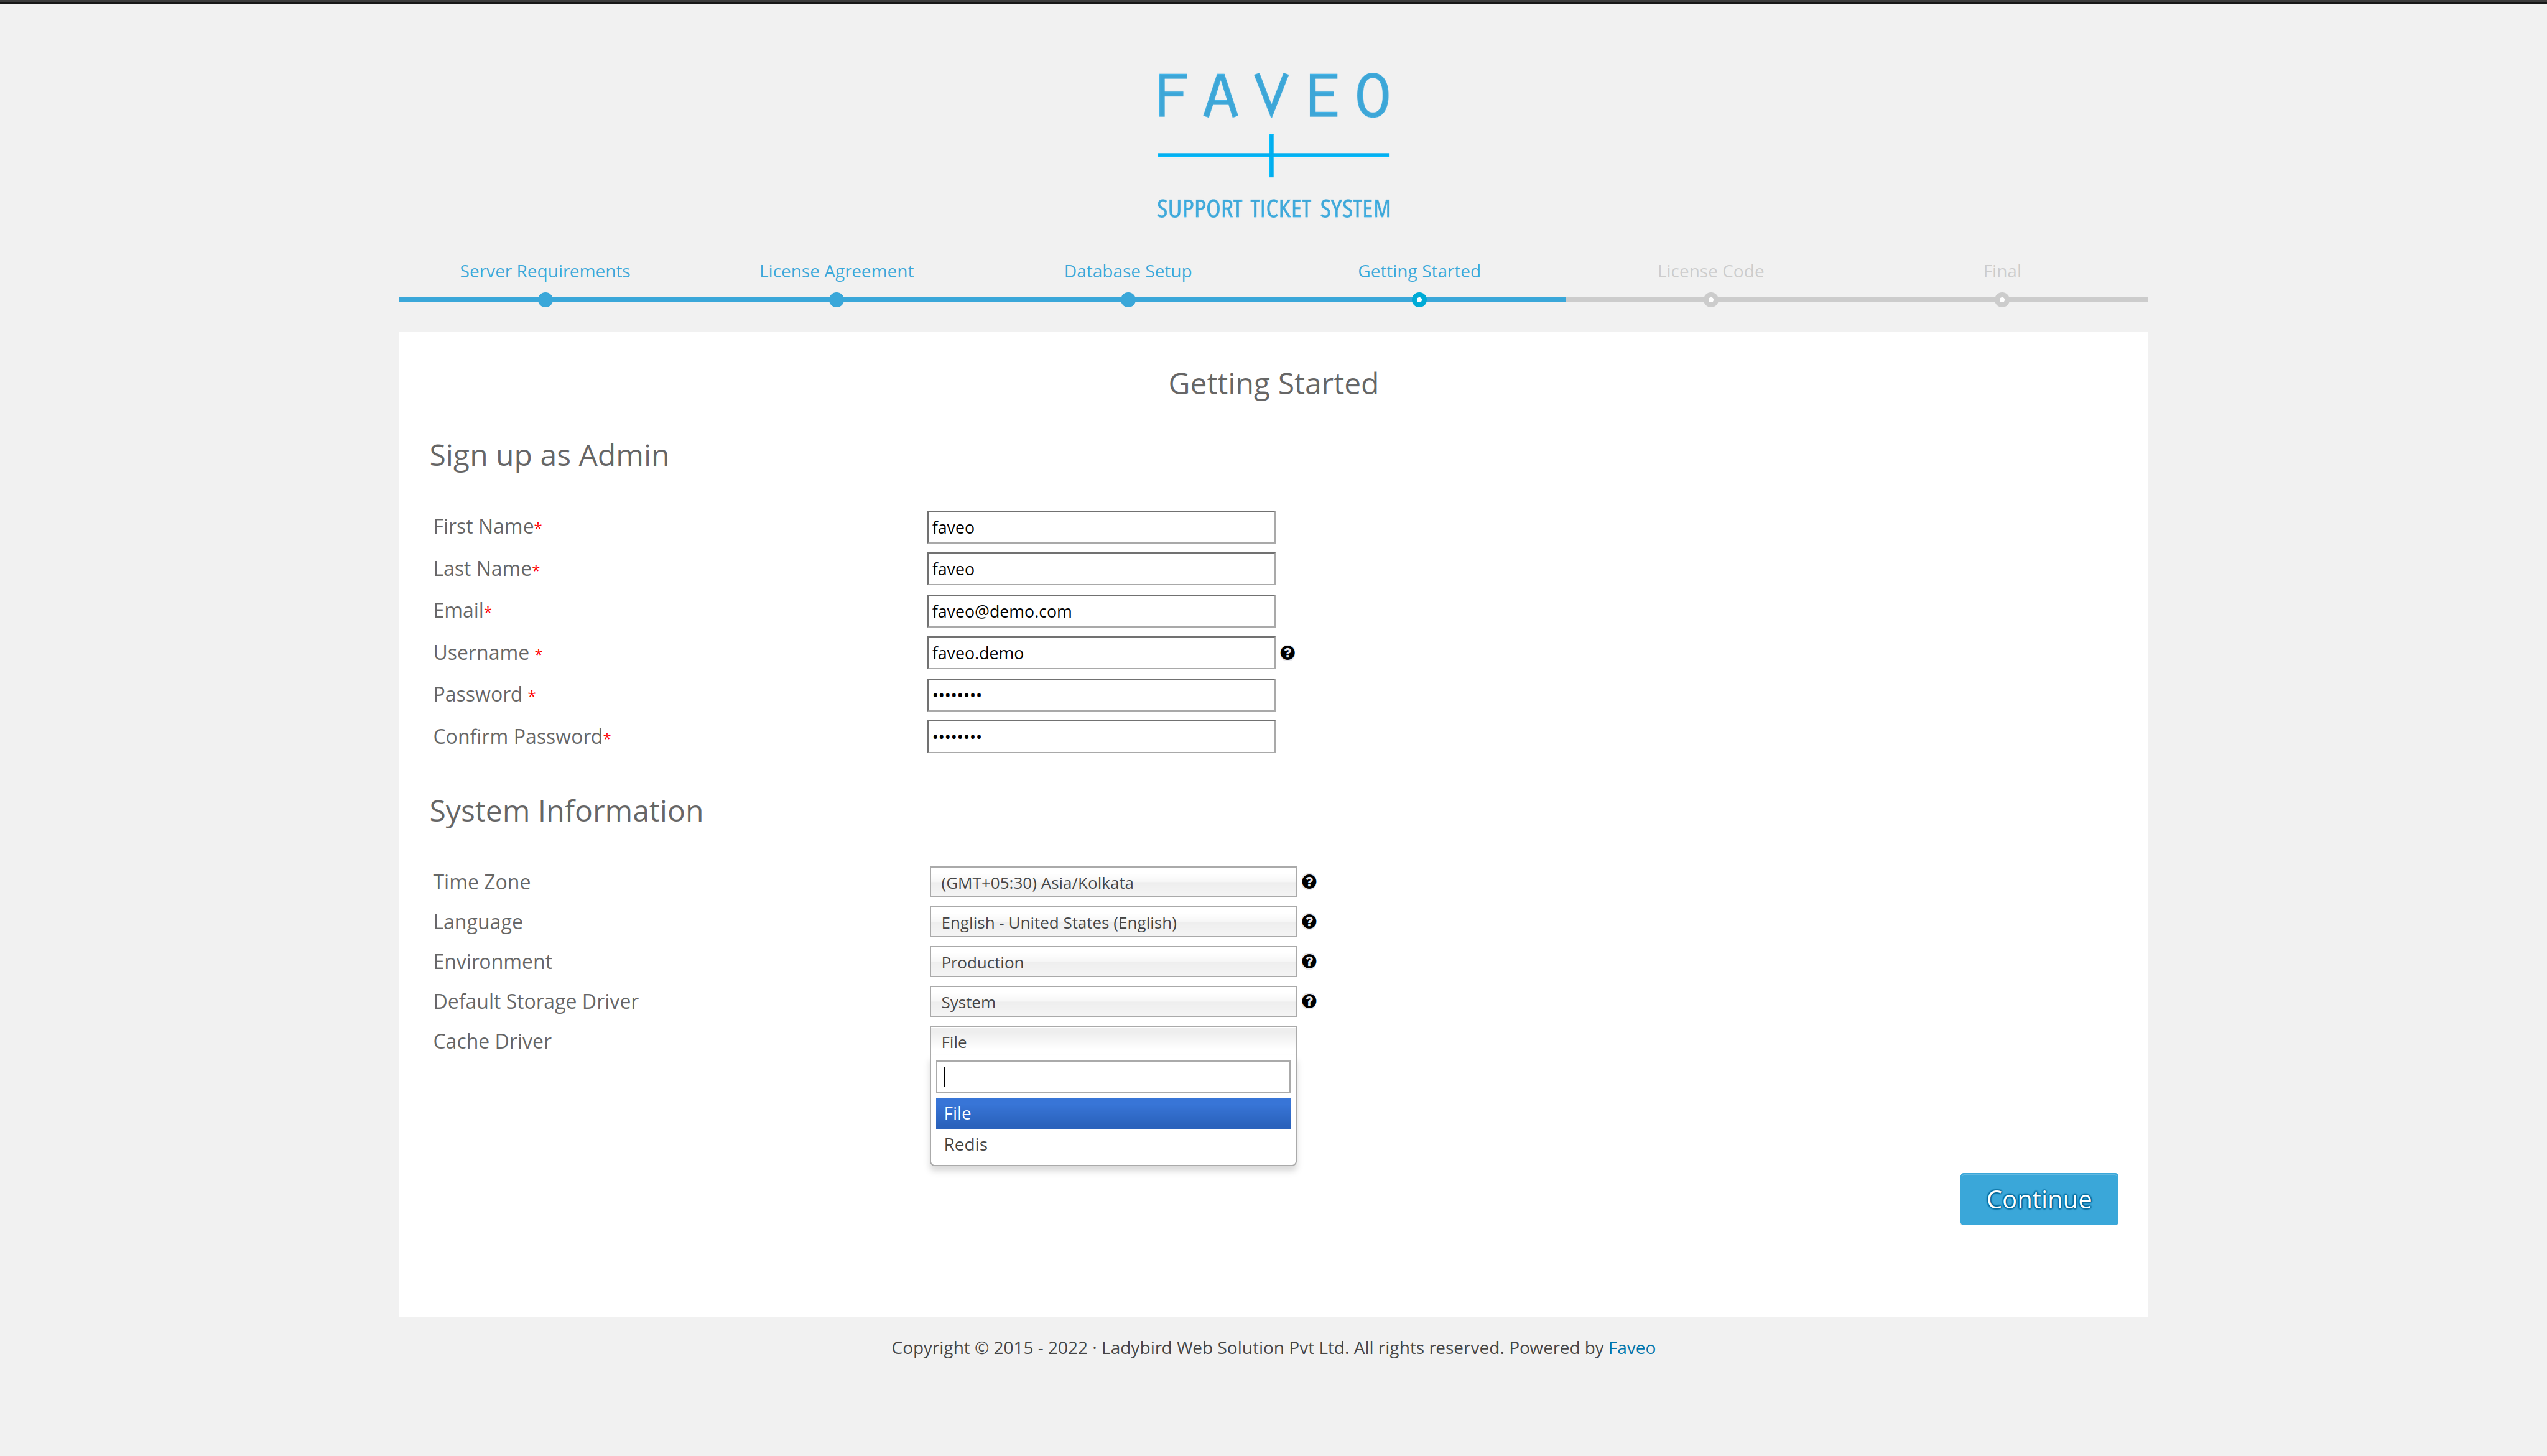 FAVEO
SUPPORT TICKET SYSTEM
Server Requirements License Agreement Database Setup Getting Started License Code Final
Getting Started
Sign up as Admin
First Name* faveo
Last Name* faveo
Email* faveo@demo.com
Username * faveo.demo
Password * ••••••••
Confirm Password* ••••••••
System Information
Time Zone (GMT+05:30) Asia/Kolkata
Language English - United States (English)
Environment Production
Default Storage Driver System
Cache Driver File
File
Redis
Continue
Copyright © 2015 - 2022 · Ladybird Web Solution Pvt Ltd. All rights reserved. Powered by Faveo